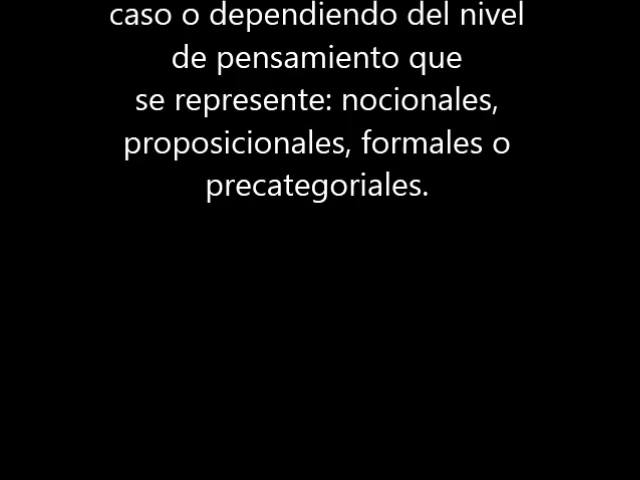 caso o dependiendo del nivel
de pensamiento que
se represente: nocionales,
proposicionales, formales o
precategoriales.